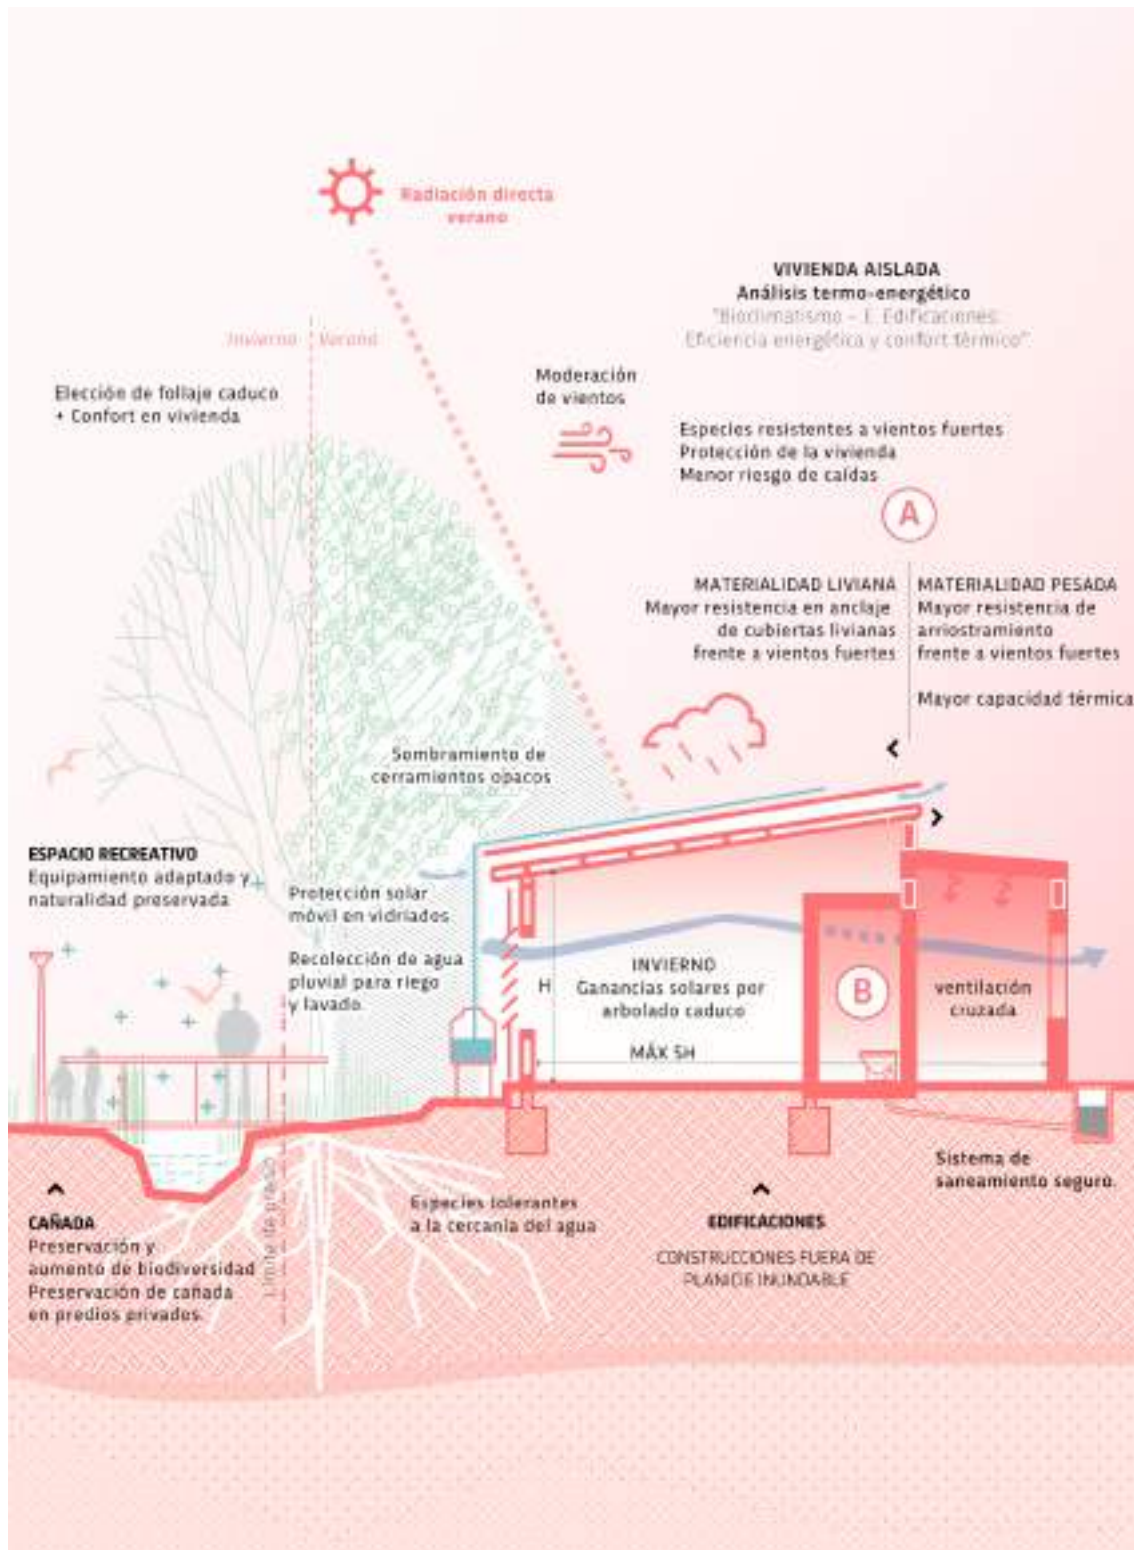 Radiación directa
verano
VIVIENDA AISLADA
Análisis termo-energético
"Bioclimatismo - E. Edificaciones:
Eficiencia energética y confort térmico"
Invierno
Verano
Elección de follaje caduco
+ Confort en vivienda
Moderación
de vientos
Especies resistentes a vientos fuertes
Protección de la vivienda
Menor riesgo de caídas
A
MATERIALIDAD LIVIANA
Mayor resistencia en anclaje
de cubiertas livianas
frente a vientos fuertes
MATERIALIDAD PESADA
Mayor resistencia de
arriostramiento
frente a vientos fuertes
Mayor capacidad térmica
Sombramiento de
cerramientos opacos
ESPACIO RECREATIVO
Equipamiento adaptado y
naturalidad preservada
Protección solar
móvil en vidriados
Recolección de agua
pluvial para riego
y lavado.
H
INVIERNO
Ganancias solares por
arbolado caduco
MÁX 5H
B
ventilación
cruzada
Sistema de
saneamiento seguro.
Límite de predio
Especies tolerantes
a la cercanía del agua
CAÑADA
Preservación y
aumento de biodiversidad
Preservación de cañada
en predios privados.
EDIFICACIONES
CONSTRUCCIONES FUERA DE
PLANICIE INUNDABLE